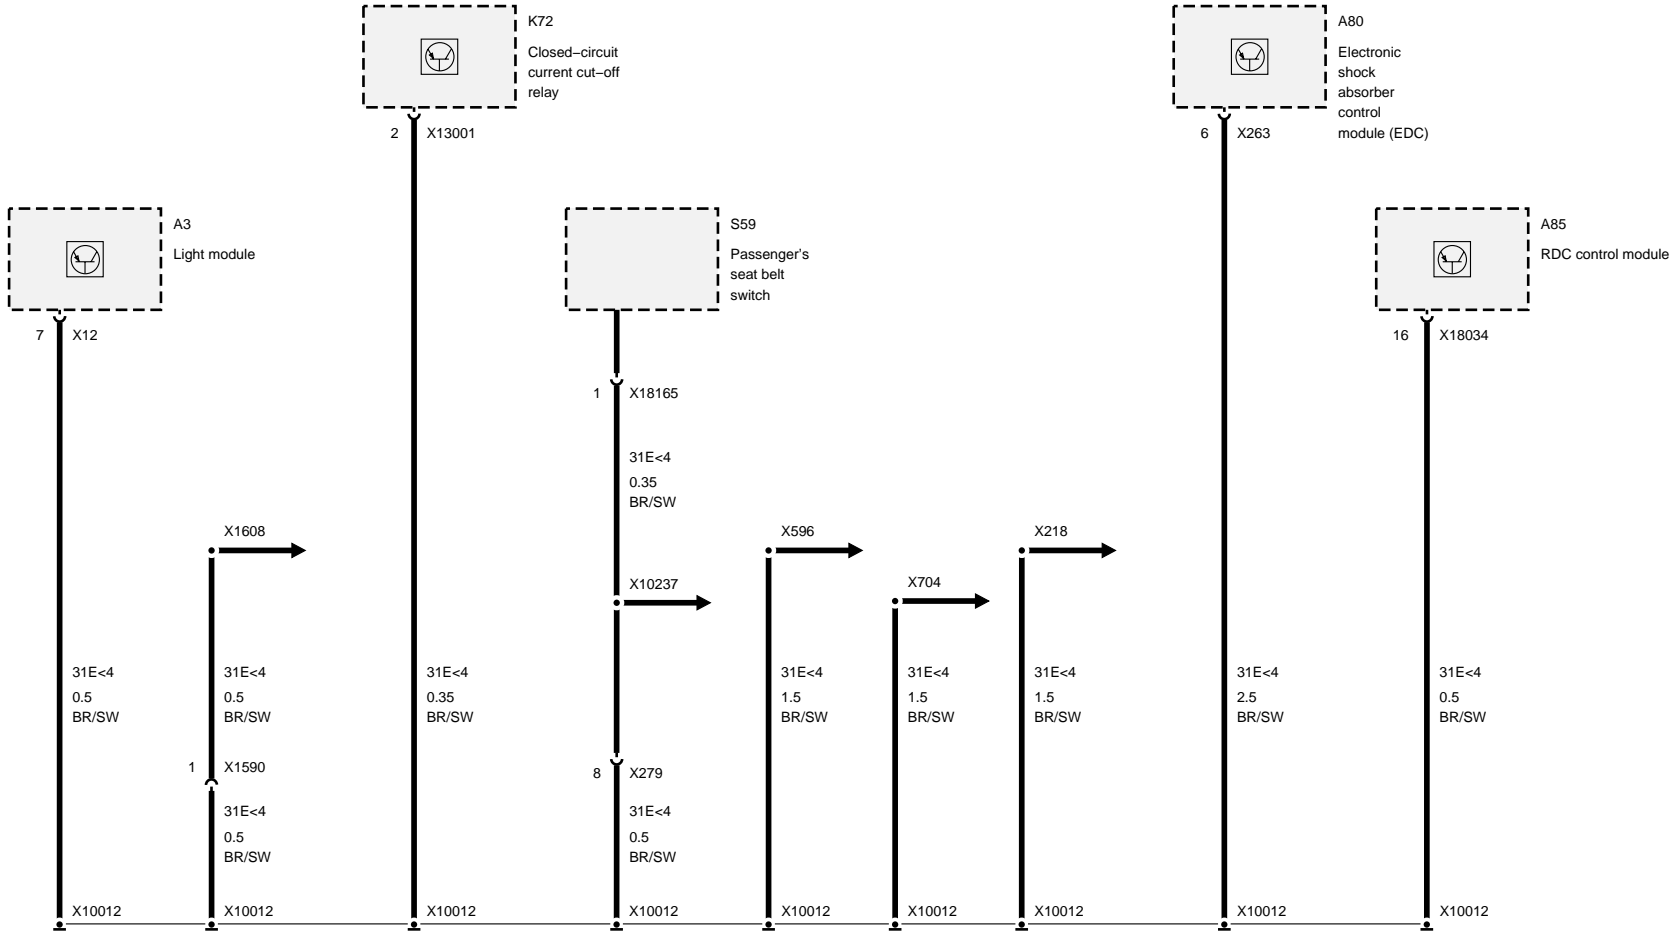 K72
Closed–circuit
current cut–off
relay
2 X13001
A80
Electronic
shock
absorber
control
module (EDC)
6 X263
A3
Light module
7 X12
S59
Passenger's
seat belt
switch
1 X18165
A85
RDC control module
16 X18034
31E<4
0.35
BR/SW
X1608
X596
X218
X10237
X704
31E<4
0.5
BR/SW
31E<4
0.5
BR/SW
31E<4
0.35
BR/SW
31E<4
1.5
BR/SW
31E<4
1.5
BR/SW
31E<4
1.5
BR/SW
31E<4
2.5
BR/SW
31E<4
0.5
BR/SW
1 X1590
8 X279
31E<4
0.5
BR/SW
31E<4
0.5
BR/SW
X10012 X10012 X10012 X10012 X10012 X10012 X10012 X10012 X10012